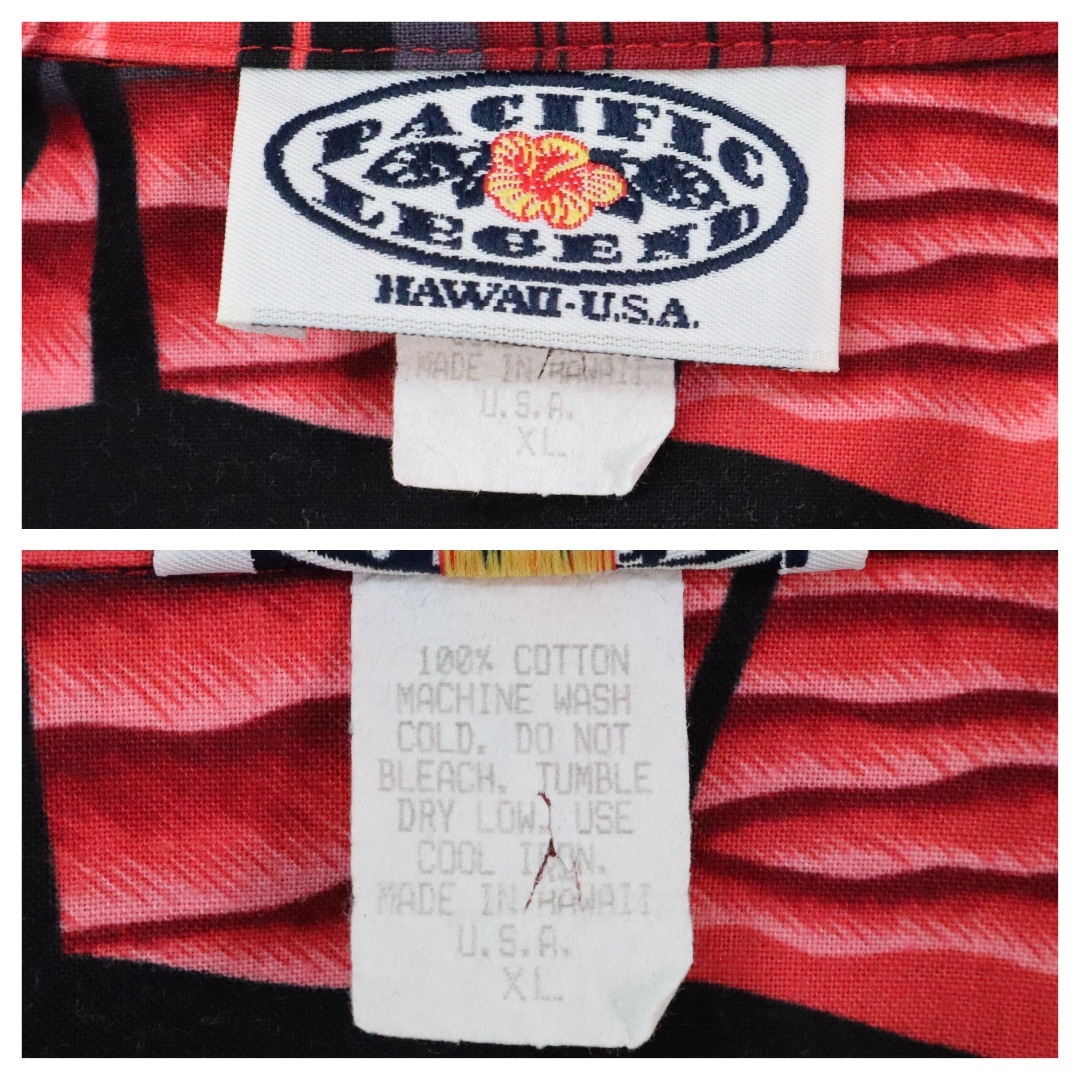 PACIFIC
LEGEND
HAWAII·U.S.A.
MADE IN HAWAII
U.S.A.
XL
100% COTTON
MACHINE WASH
COLD. DO NOT
BLEACH. TUMBLE
DRY LOW. USE
COOL IRON.
MADE IN HAWAII
U.S.A.
XL